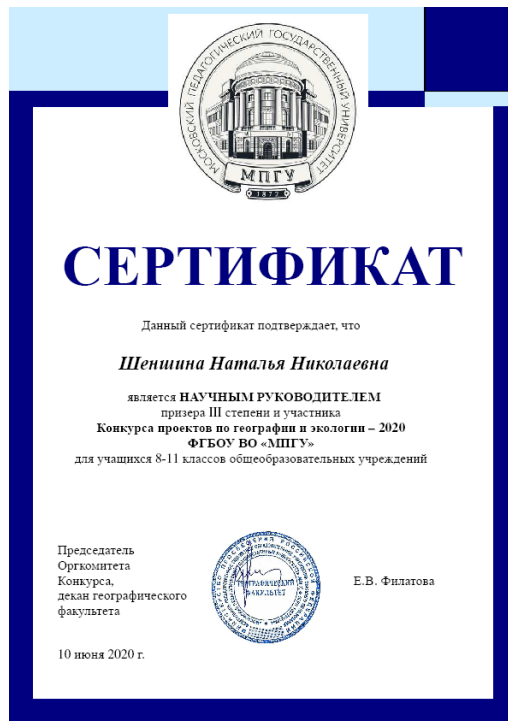 МОСКОВСКИЙ ПЕДАГОГИЧЕСКИЙ ГОСУДАРСТВЕННЫЙ УНИВЕРСИТЕТ
МПГУ
1872
СЕРТИФИКАТ
Данный сертификат подтверждает, что
Шеншина Наталья Николаевна
является НАУЧНЫМ РУКОВОДИТЕЛЕМ
призера III степени и участника
Конкурса проектов по географии и экологии – 2020
ФГБОУ ВО «МПГУ»
для учащихся 8-11 классов общеобразовательных учреждений
Председатель
Оргкомитета
Конкурса,
декан географического
факультета
ГЕОГРАФИЧЕСКИЙ
ФАКУЛЬТЕТ
Е.В. Филатова
10 июня 2020 г.